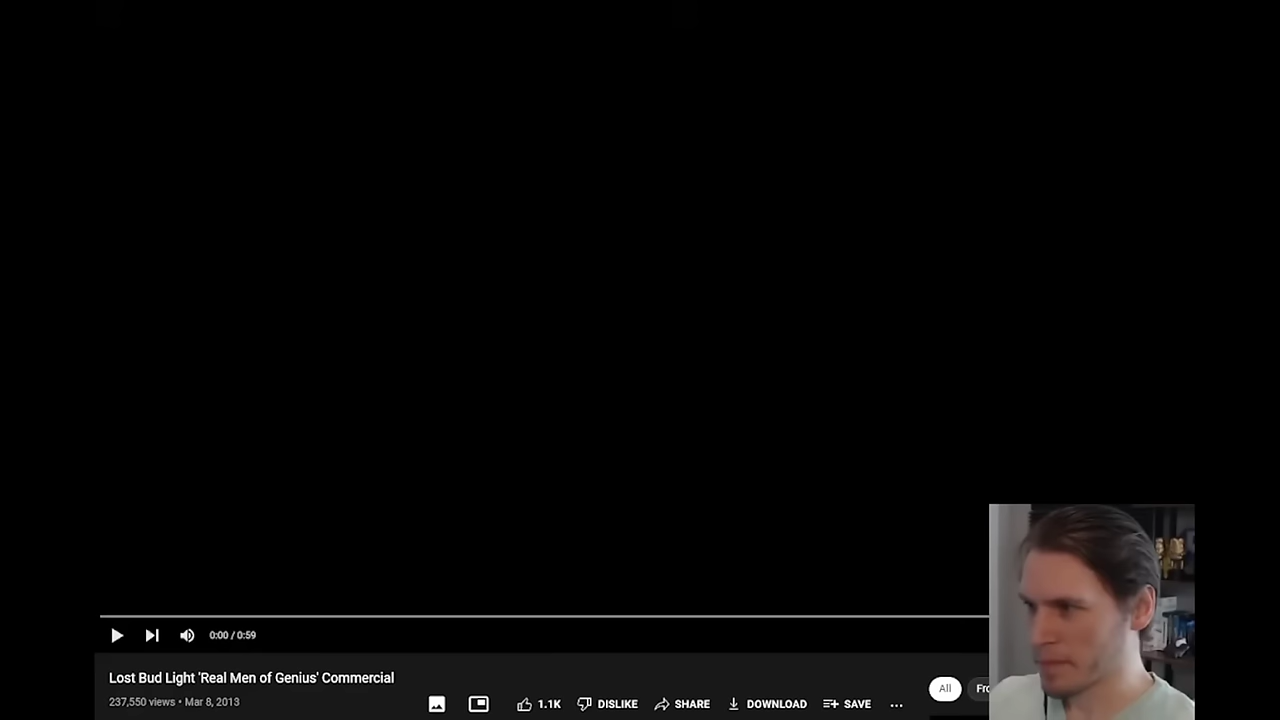 0:00 / 0:59
Lost Bud Light 'Real Men of Genius' Commercial
237,550 views • Mar 8, 2013
1.1K DISLIKE SHARE DOWNLOAD SAVE ...
All Fro